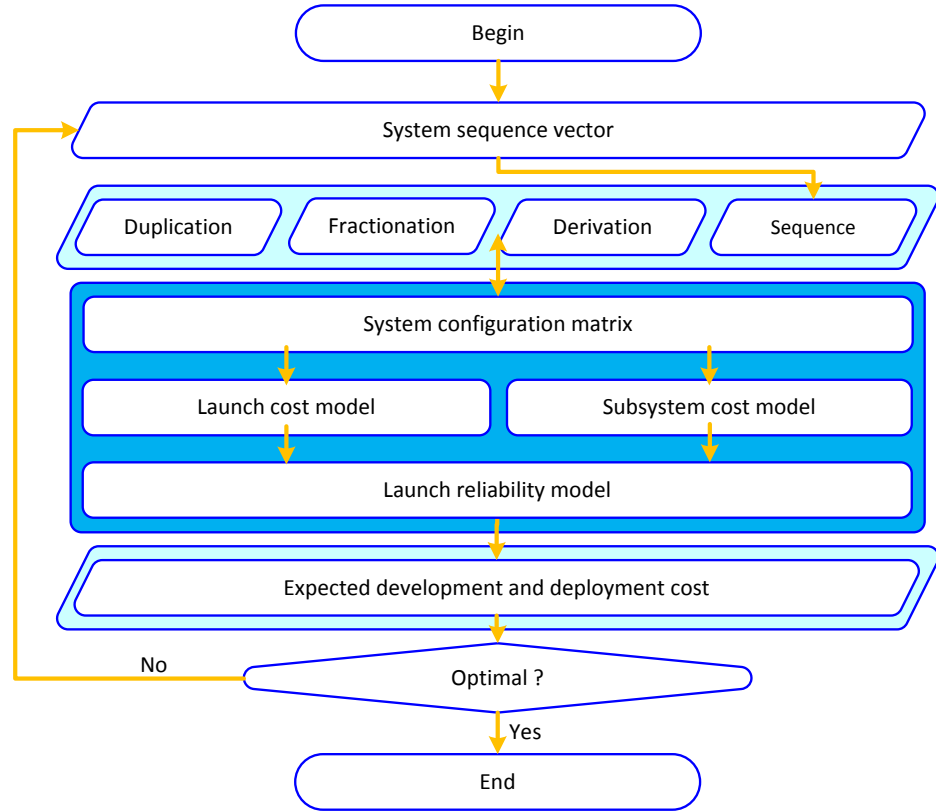 Begin
System sequence vector
Duplication
Fractionation
Derivation
Sequence
System configuration matrix
Launch cost model
Subsystem cost model
Launch reliability model
Expected development and deployment cost
No
Optimal ?
Yes
End